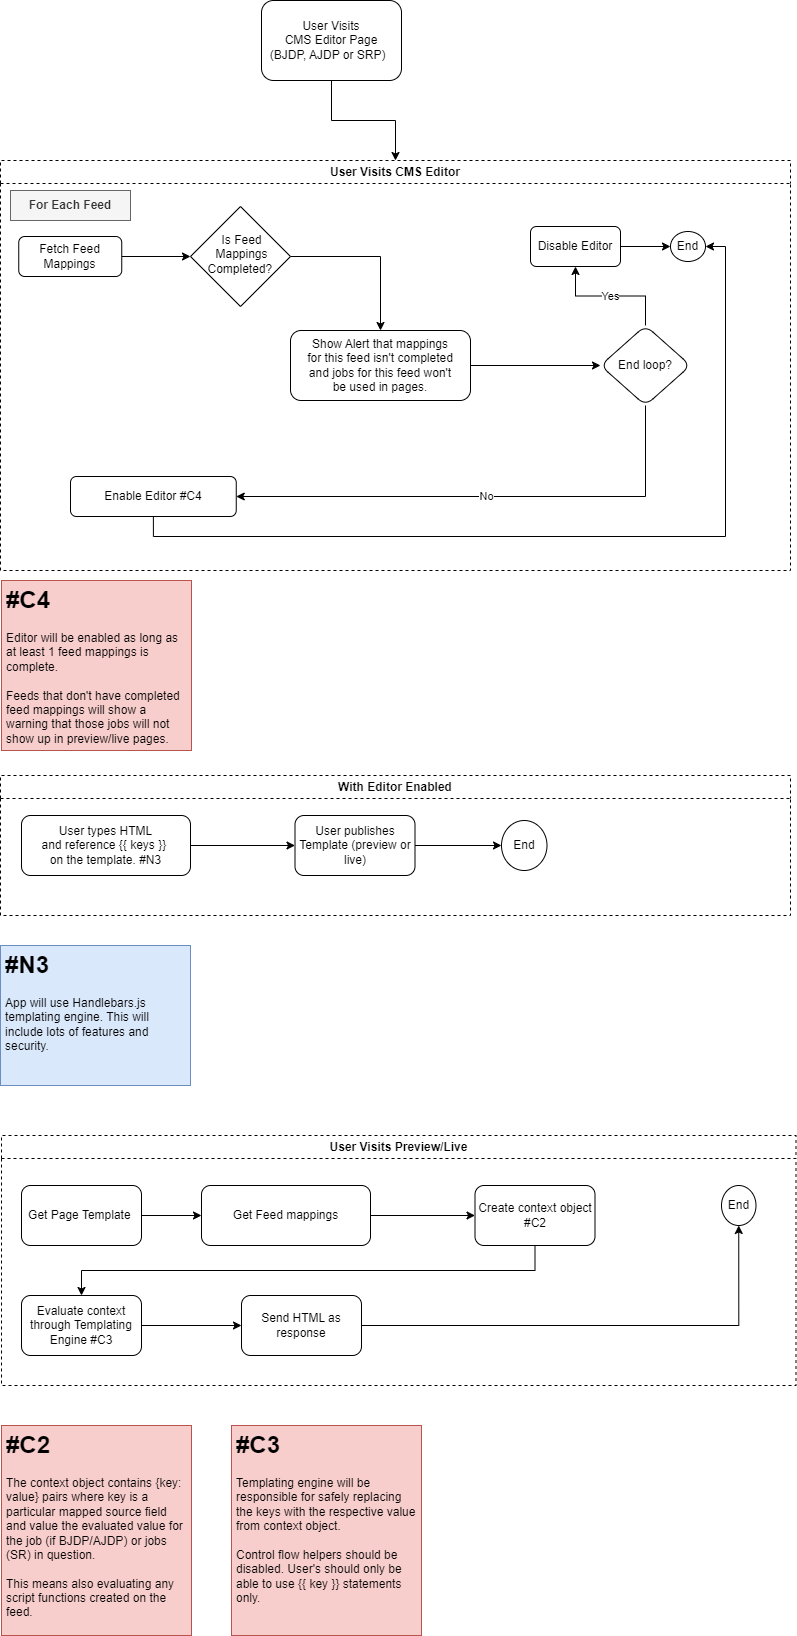 User Visits
CMS Editor Page
(BJDP, AJDP or SRP)
User Visits CMS Editor
For Each Feed
Fetch Feed
Mappings
Is Feed
Mappings
Completed?
Disable Editor
End
Yes
Show Alert that mappings
for this feed isn't completed
and jobs for this feed won't
be used in pages.
End loop?
Enable Editor #C4
No
#C4
Editor will be enabled as long as
at least 1 feed mappings is
complete.
Feeds that don't have completed
feed mappings will show a
warning that those jobs will not
show up in preview/live pages.
With Editor Enabled
User types HTML
and reference {{ keys }}
on the template. #N3
User publishes
Template (preview or
live)
End
#N3
App will use Handlebars.js
templating engine. This will
include lots of features and
security.
User Visits Preview/Live
Get Page Template
Get Feed mappings
Create context object
#C2
End
Evaluate context
through Templating
Engine #C3
Send HTML as
response
#C2
The context object contains {key:
value} pairs where key is a
particular mapped source field
and value the evaluated value for
the job (if BJDP/AJDP) or jobs
(SR) in question.
This means also evaluating any
script functions created on the
feed.
#C3
Templating engine will be
responsible for safely replacing
the keys with the respective value
from context object.
Control flow helpers should be
disabled. User's should only be
able to use {{ key }} statements
only.